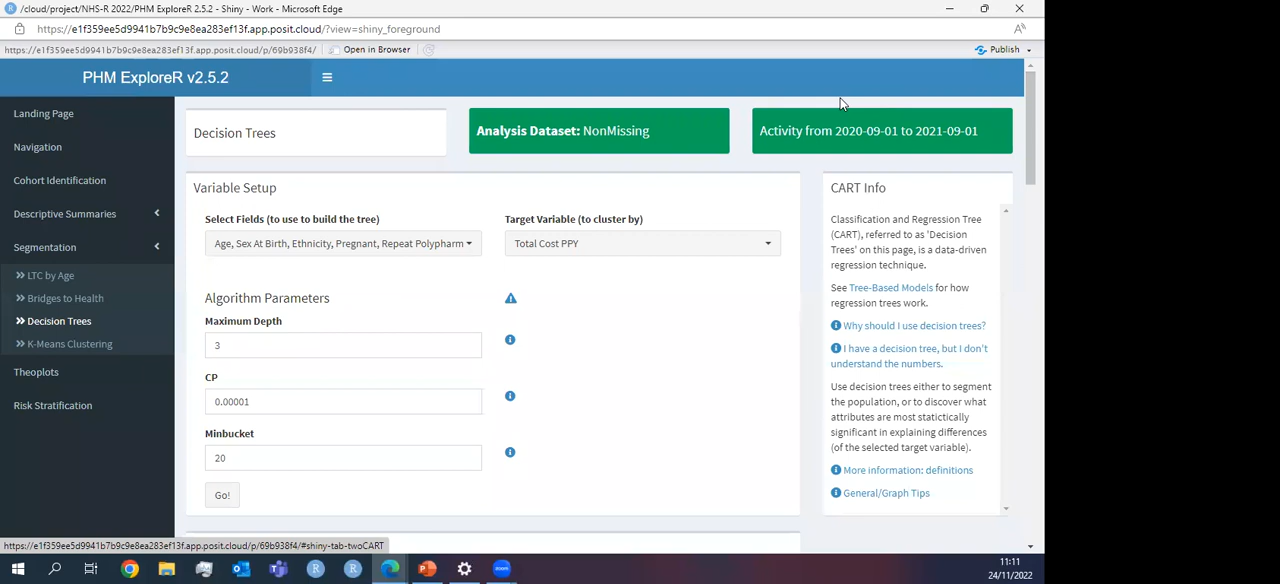 /cloud/project/NHS-R 2022/PHM ExploreR 2.5.2 - Shiny - Work - Microsoft Edge
https://e1f359ee5d9941b7b9c9e8ea283ef13f.app.posit.cloud/?view=shiny_foreground
https://e1f359ee5d9941b7b9c9e8ea283ef13f.app.posit.cloud/p/69b938f4/
Open in Browser
Publish
PHM ExploreR v2.5.2
Landing Page
Navigation
Cohort Identification
Descriptive Summaries
Segmentation
LTC by Age
Bridges to Health
Decision Trees
K-Means Clustering
Theoplots
Risk Stratification
Decision Trees
Analysis Dataset: NonMissing
Activity from 2020-09-01 to 2021-09-01
Variable Setup
Select Fields (to use to build the tree)
Age, Sex At Birth, Ethnicity, Pregnant, Repeat Polypharm
Target Variable (to cluster by)
Total Cost PPY
Algorithm Parameters
Maximum Depth
3
CP
0.00001
Minbucket
20
Go!
CART Info
Classification and Regression Tree
(CART), referred to as 'Decision
Trees' on this page, is a data-driven
regression technique.
See Tree-Based Models for how
regression trees work.
Why should I use decision trees?
I have a decision tree, but I don't
understand the numbers.
Use decision trees either to segment
the population, or to discover what
attributes are most statictically
significant in explaining differences
(of the selected target variable).
More information: definitions
General/Graph Tips
https://e1f359ee5d9941b7b9c9e8ea283ef13f.app.posit.cloud/p/69b938f4/#shiny-tab-twoCART
11:11
24/11/2022